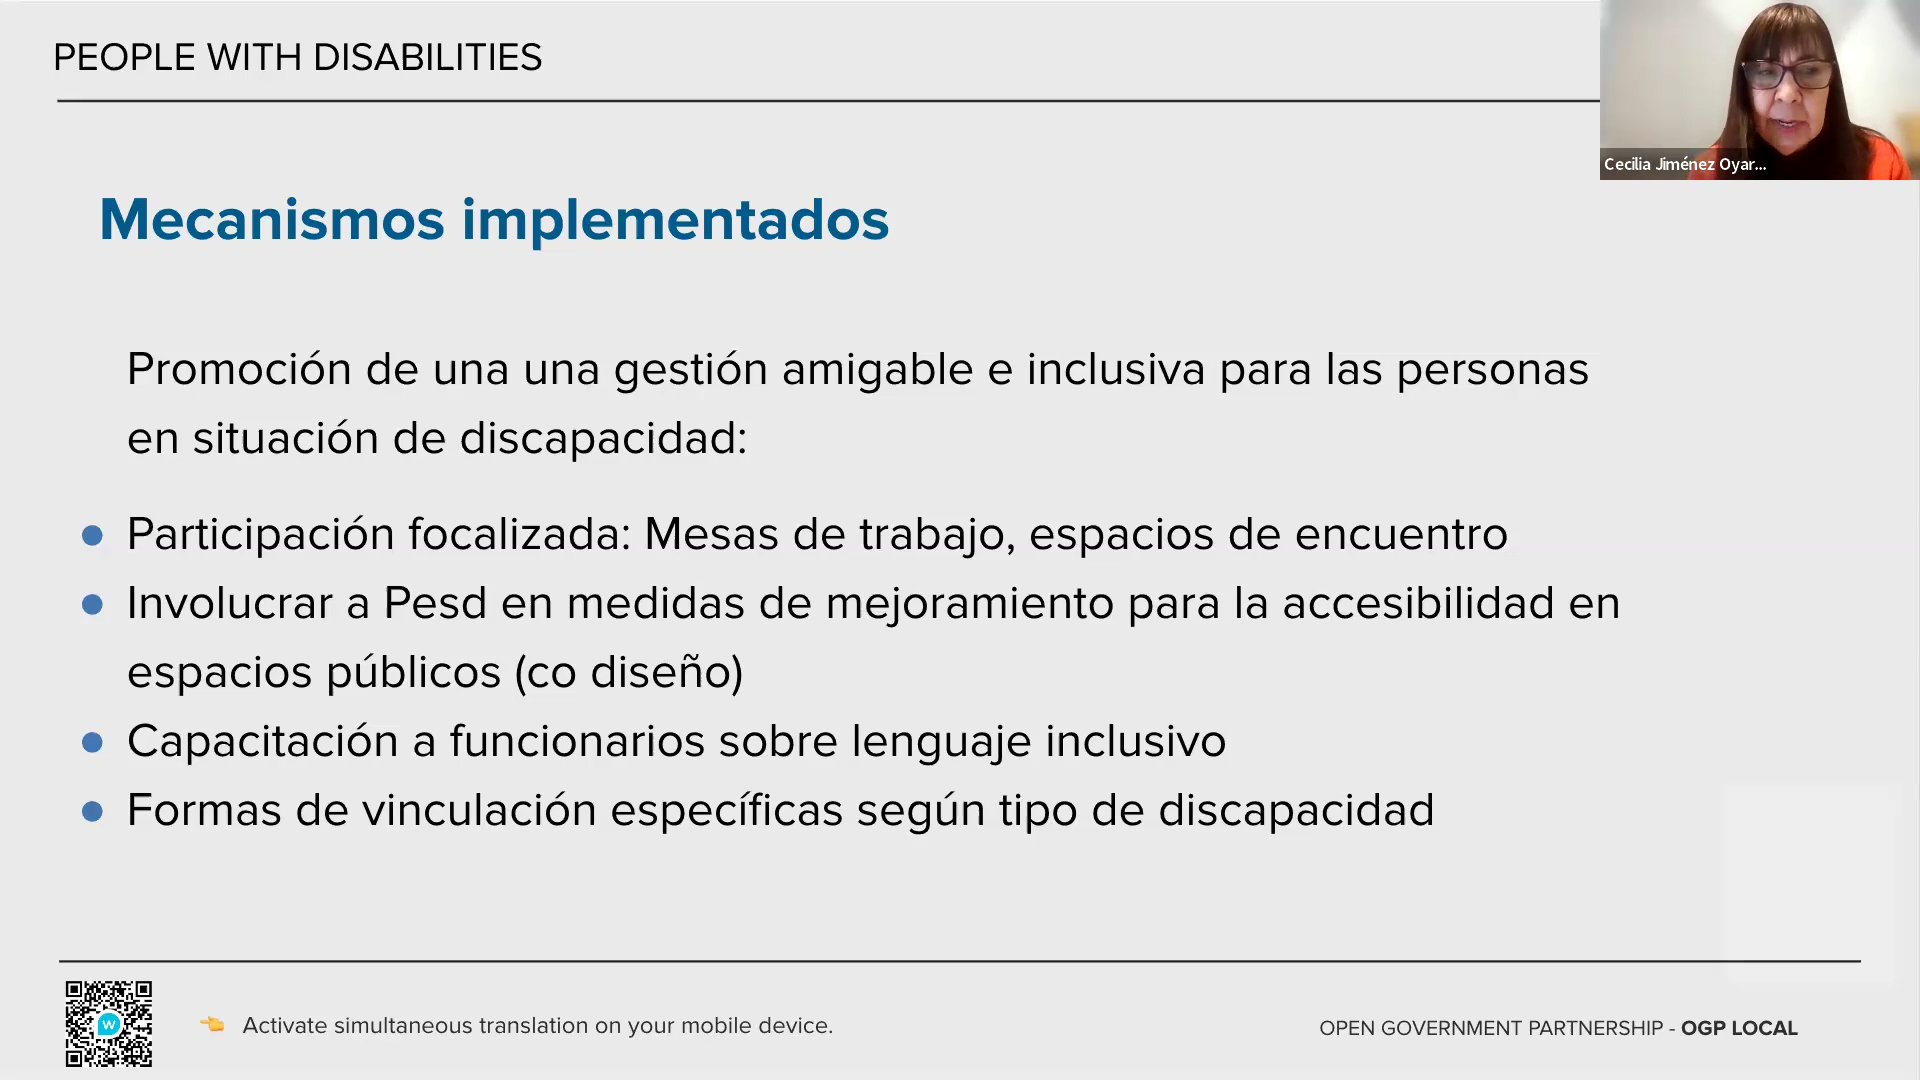 PEOPLE WITH DISABILITIES
Cecilia Jiménez Oyar...
Mecanismos implementados
Promoción de una una gestión amigable e inclusiva para las personas
en situación de discapacidad:
Participación focalizada: Mesas de trabajo, espacios de encuentro
Involucrar a Pesd en medidas de mejoramiento para la accesibilidad en
espacios públicos (co diseño)
Capacitación a funcionarios sobre lenguaje inclusivo
Formas de vinculación específicas según tipo de discapacidad
w
Activate simultaneous translation on your mobile device.
OPEN GOVERNMENT PARTNERSHIP - OGP LOCAL